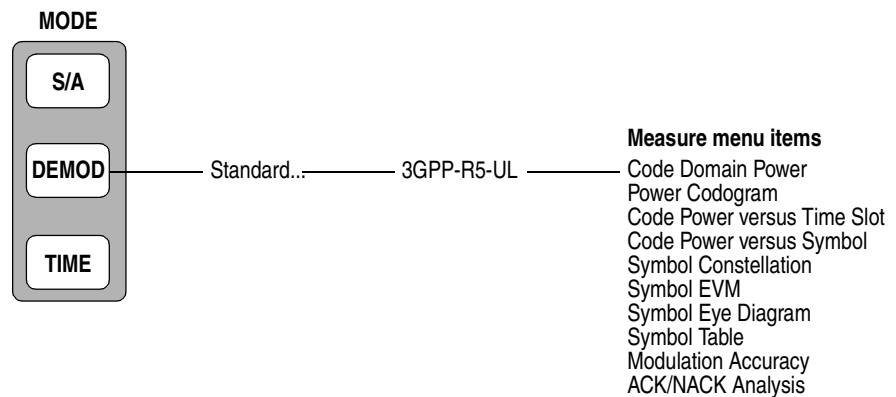 MODE
S/A
DEMOD
TIME
Standard...
3GPP-R5-UL
Measure menu items
Code Domain Power
Power Codogram
Code Power versus Time Slot
Code Power versus Symbol
Symbol Constellation
Symbol EVM
Symbol Eye Diagram
Symbol Table
Modulation Accuracy
ACK/NACK Analysis